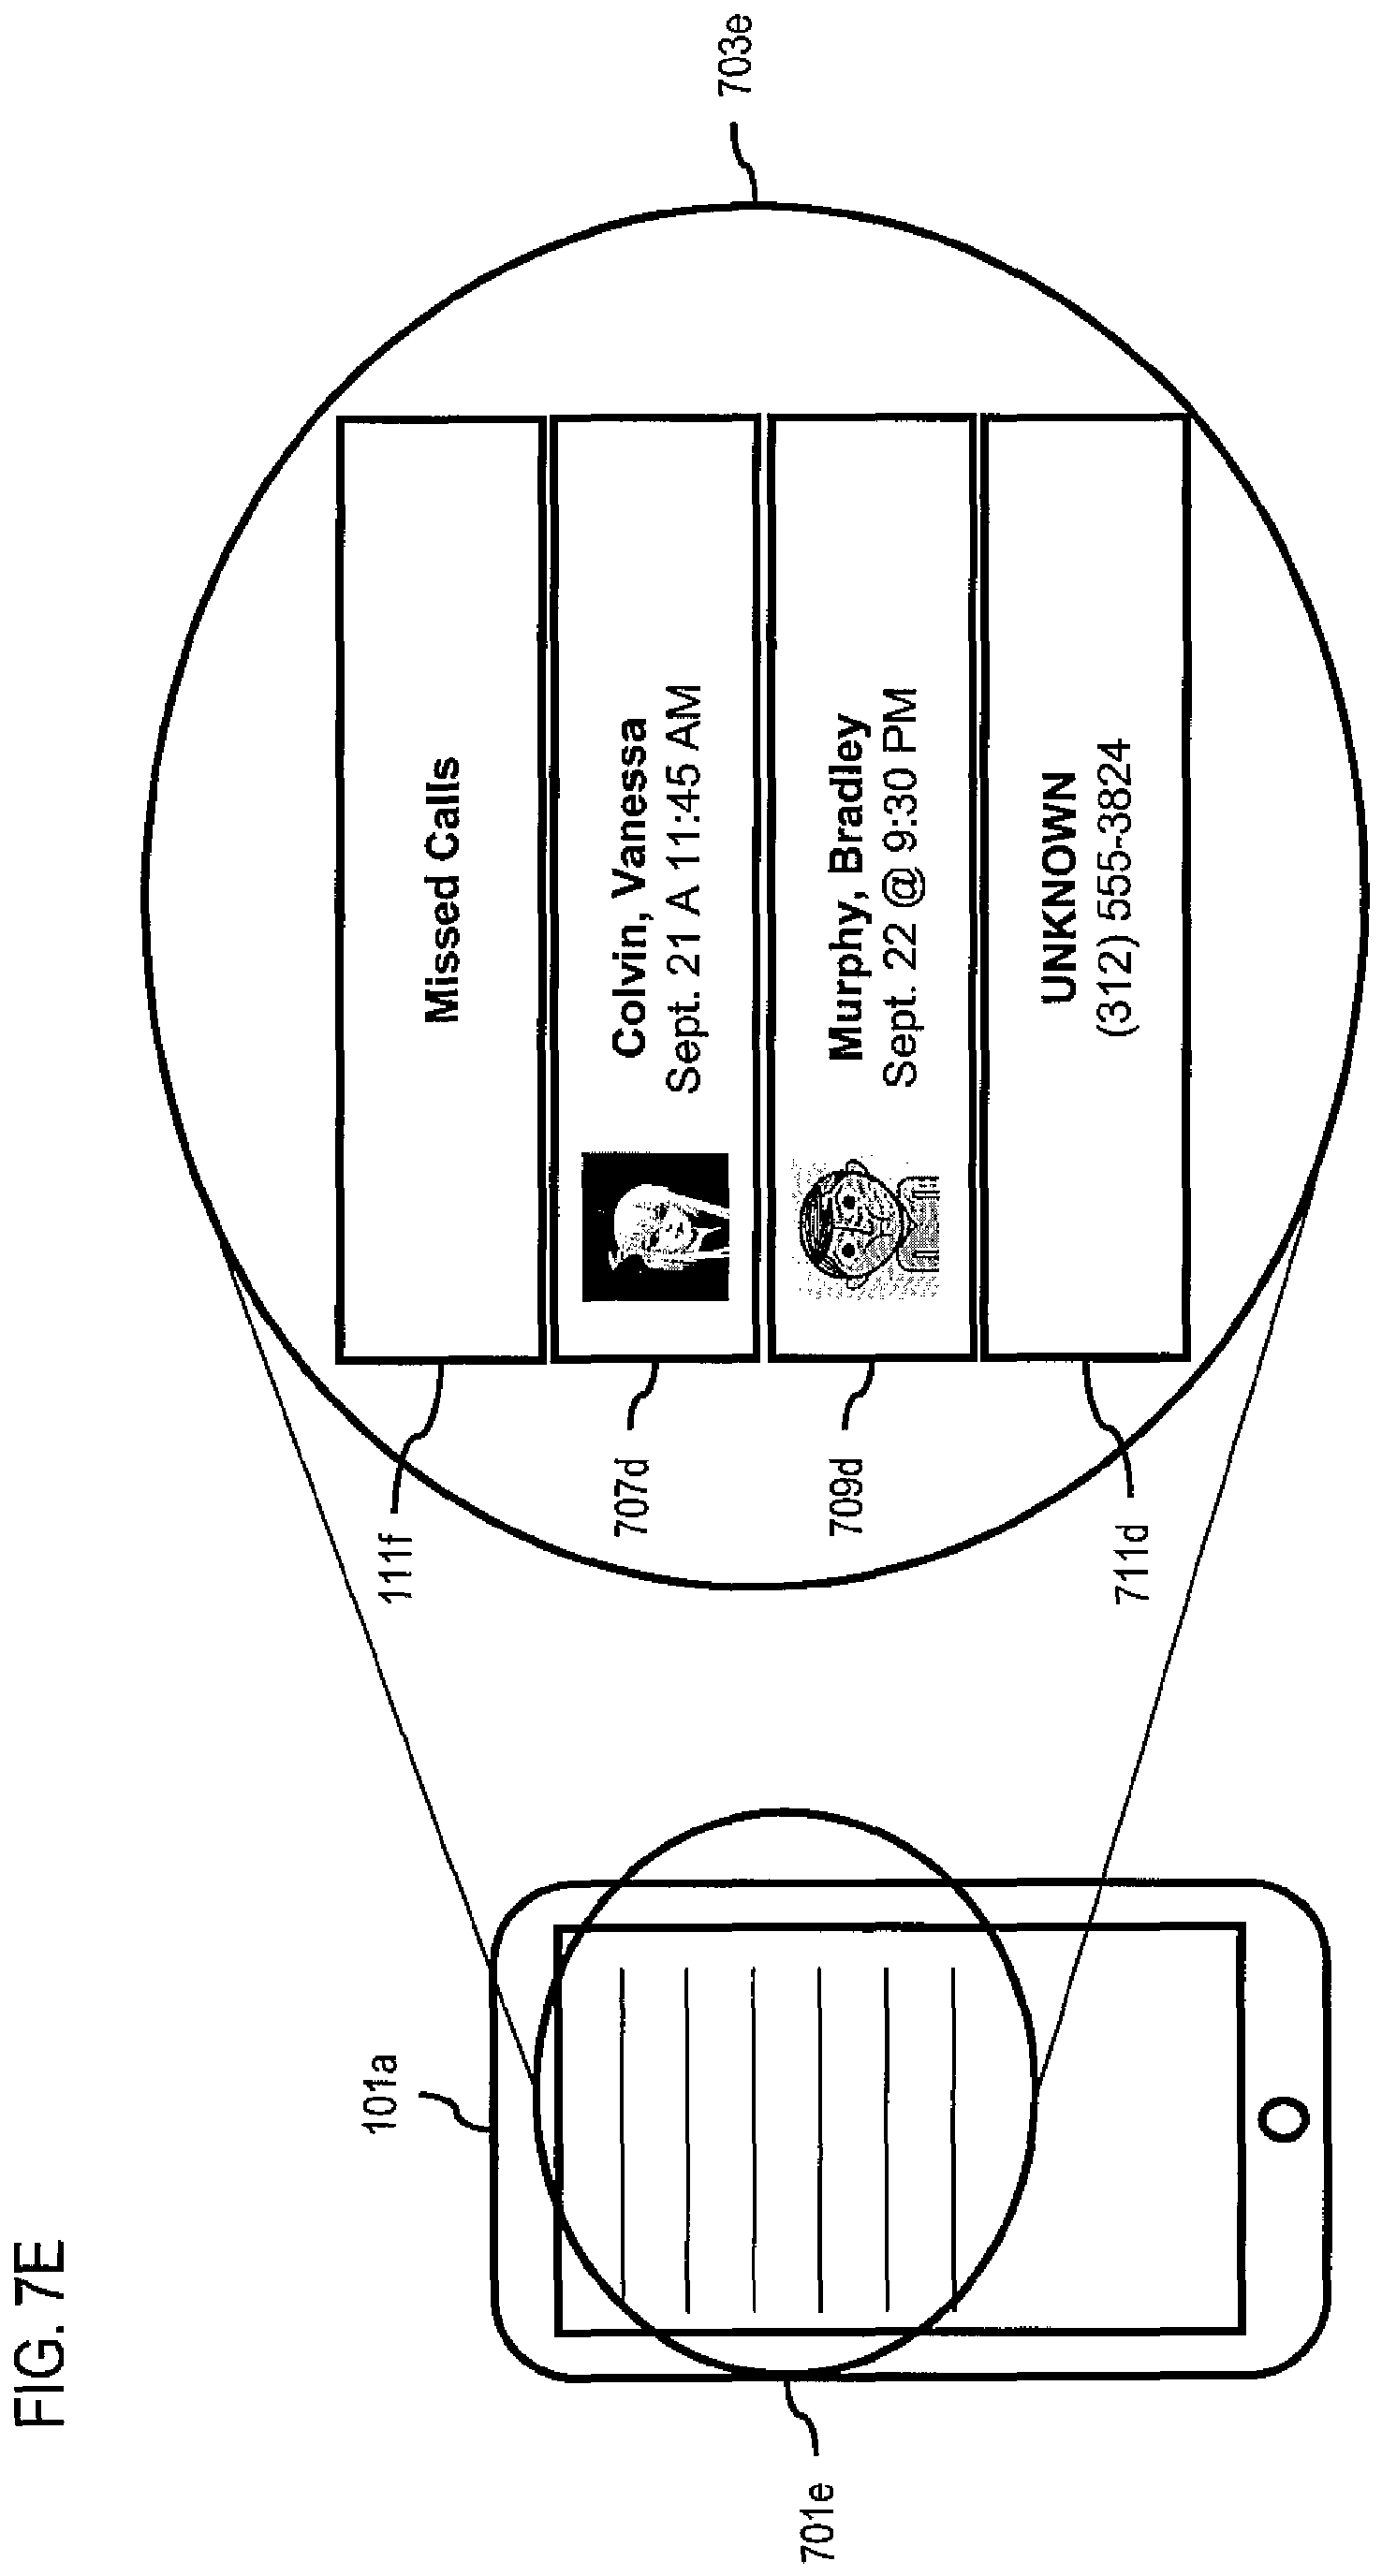 FIG. 7E
101a
701e
703e
111f
Missed Calls
707d
Colvin, Vanessa
Sept. 21 A 11:45 AM
709d
Murphy, Bradley
Sept. 22 @ 9:30 PM
711d
UNKNOWN
(312) 555-3824